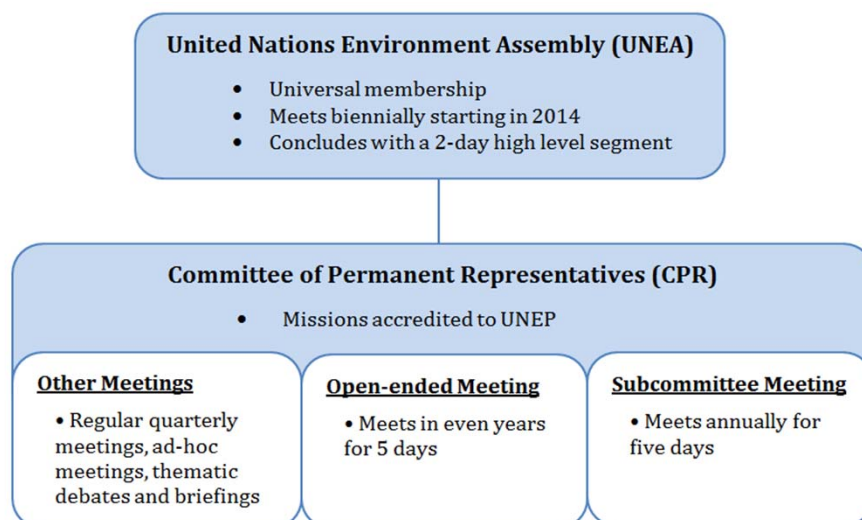 United Nations Environment Assembly (UNEA)
• Universal membership
• Meets biennially starting in 2014
• Concludes with a 2-day high level segment
Committee of Permanent Representatives (CPR)
• Missions accredited to UNEP
Other Meetings
• Regular quarterly
meetings, ad-hoc
meetings, thematic
debates and briefings
Open-ended Meeting
• Meets in even years
for 5 days
Subcommittee Meeting
• Meets annually for
five days